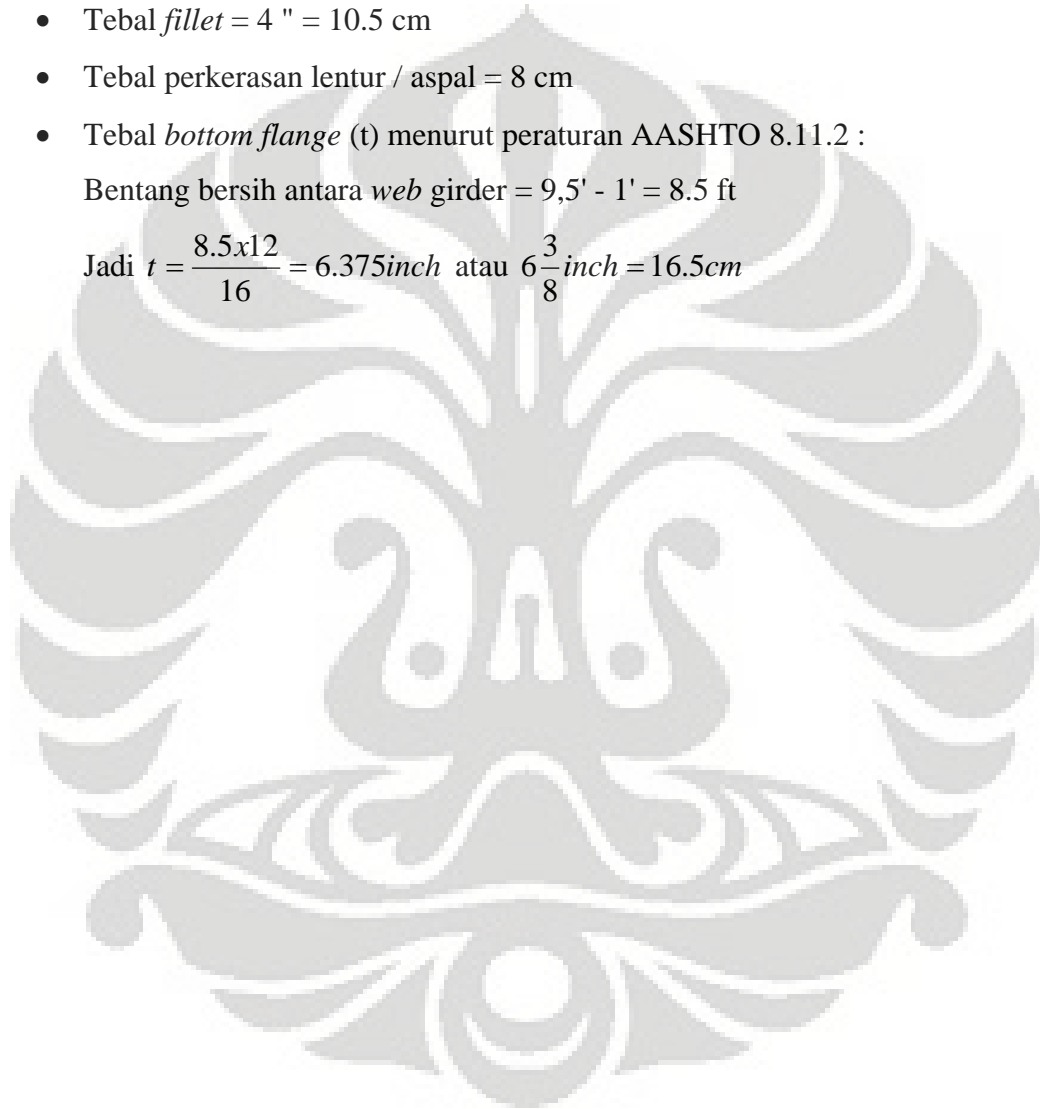 • Tebal fillet = 4 " = 10.5 cm
• Tebal perkerasan lentur / aspal = 8 cm
• Tebal bottom flange (t) menurut peraturan AASHTO 8.11.2 :
Bentang bersih antara web girder = 9,5' - 1' = 8.5 ft
Jadi t = \frac{8.5x12}{16} = 6.375inch atau 6\frac{3}{8}inch = 16.5cm